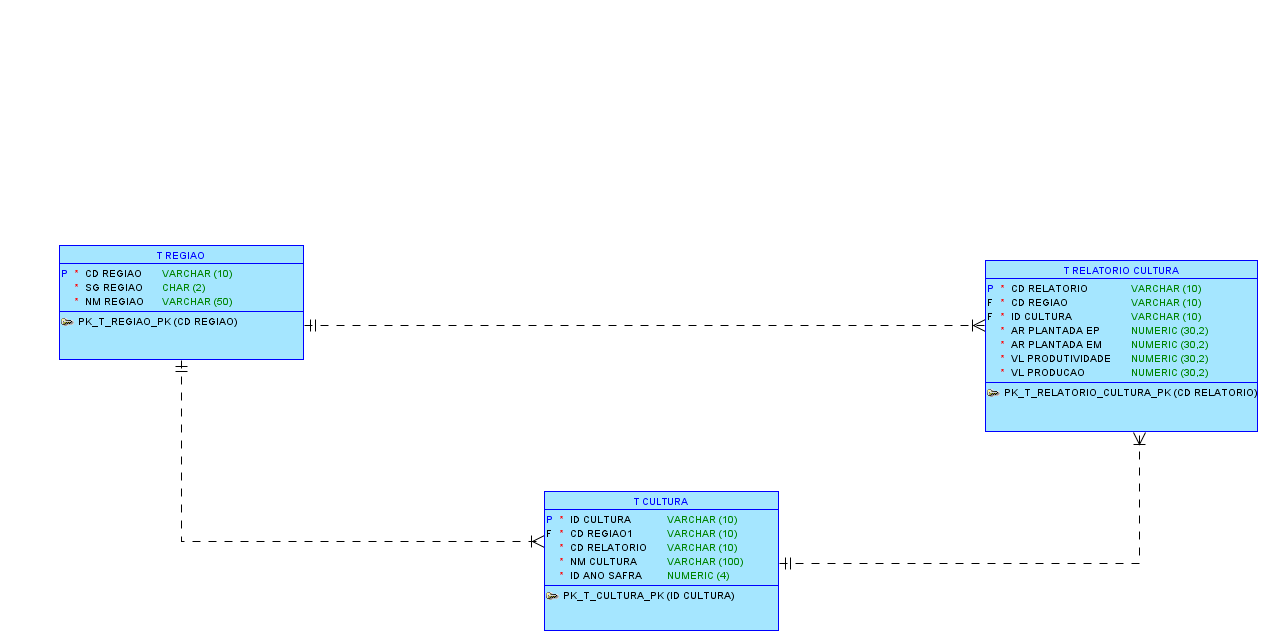 T REGIAO
P * CD REGIAO VARCHAR (10)
* SG REGIAO CHAR (2)
* NM REGIAO VARCHAR (50)
PK_T_REGIAO_PK (CD REGIAO)
T RELATORIO CULTURA
P * CD RELATORIO VARCHAR (10)
F * CD REGIAO VARCHAR (10)
F * ID CULTURA VARCHAR (10)
* AR PLANTADA EP NUMERIC (30,2)
* AR PLANTADA EM NUMERIC (30,2)
* VL PRODUTIVIDADE NUMERIC (30,2)
* VL PRODUCAO NUMERIC (30,2)
PK_T_RELATORIO_CULTURA_PK (CD RELATORIO)
T CULTURA
P * ID CULTURA VARCHAR (10)
F * CD REGIAO1 VARCHAR (10)
* CD RELATORIO VARCHAR (10)
* NM CULTURA VARCHAR (100)
* ID ANO SAFRA NUMERIC (4)
PK_T_CULTURA_PK (ID CULTURA)